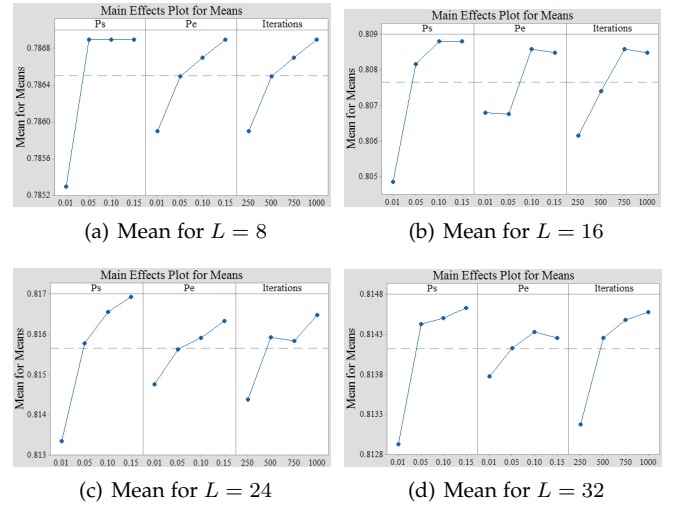 Main Effects Plot for Means
Ps Pe Iterations
Mean for Means
0.7868
0.7864
0.7860
0.7856
0.7852
0.01 0.05 0.10 0.15 0.01 0.05 0.10 0.15 250 500 750 1000
(a) Mean for L = 8
Main Effects Plot for Means
Ps Pe Iterations
Mean for Means
0.809
0.808
0.807
0.806
0.805
0.01 0.05 0.10 0.15 0.01 0.05 0.10 0.15 250 500 750 1000
(b) Mean for L = 16
Main Effects Plot for Means
Ps Pe Iterations
Mean for Means
0.817
0.816
0.815
0.814
0.813
0.01 0.05 0.10 0.15 0.01 0.05 0.10 0.15 250 500 750 1000
(c) Mean for L = 24
Main Effects Plot for Means
Ps Pe Iterations
Mean for Means
0.8148
0.8143
0.8138
0.8133
0.8128
0.01 0.05 0.10 0.15 0.01 0.05 0.10 0.15 250 500 750 1000
(d) Mean for L = 32